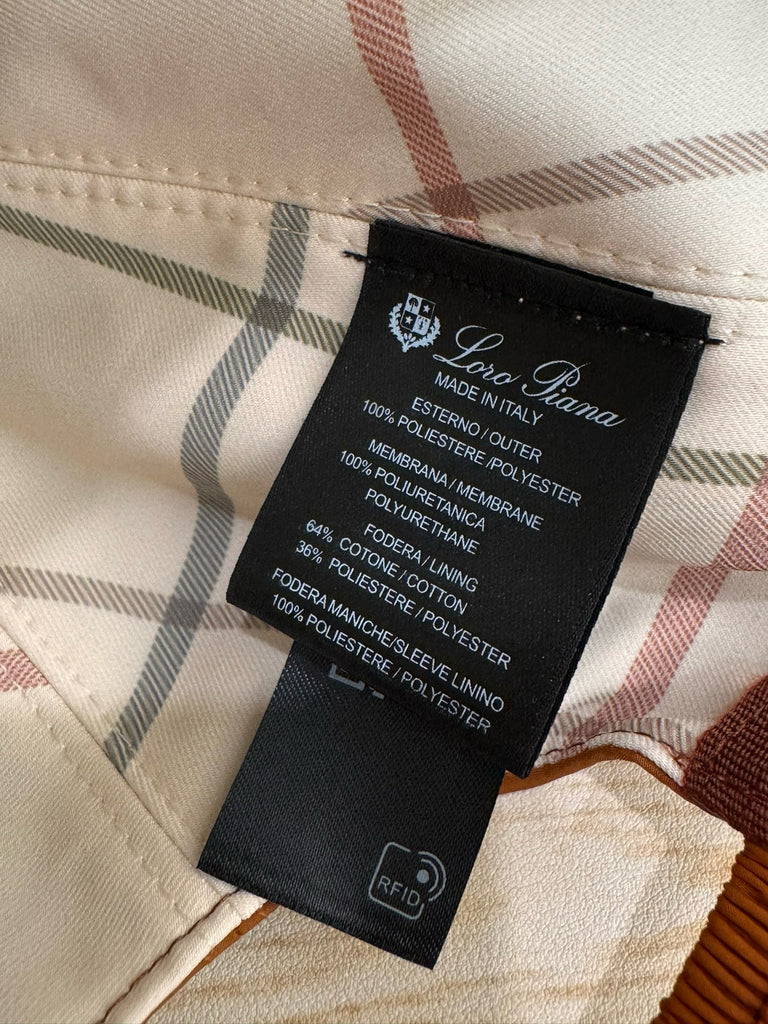 Loro Piana
MADE IN ITALY
ESTERNO / OUTER
100% POLIESTERE /POLYESTER
MEMBRANA / MEMBRANE
100% POLIURETANICA
POLYURETHANE
FODERA / LINING
64% COTONE / COTTON
36% POLIESTERE / POLYESTER
FODERA MANICHE/SLEEVE LININO
100% POLIESTERE / POLYESTER
RFID